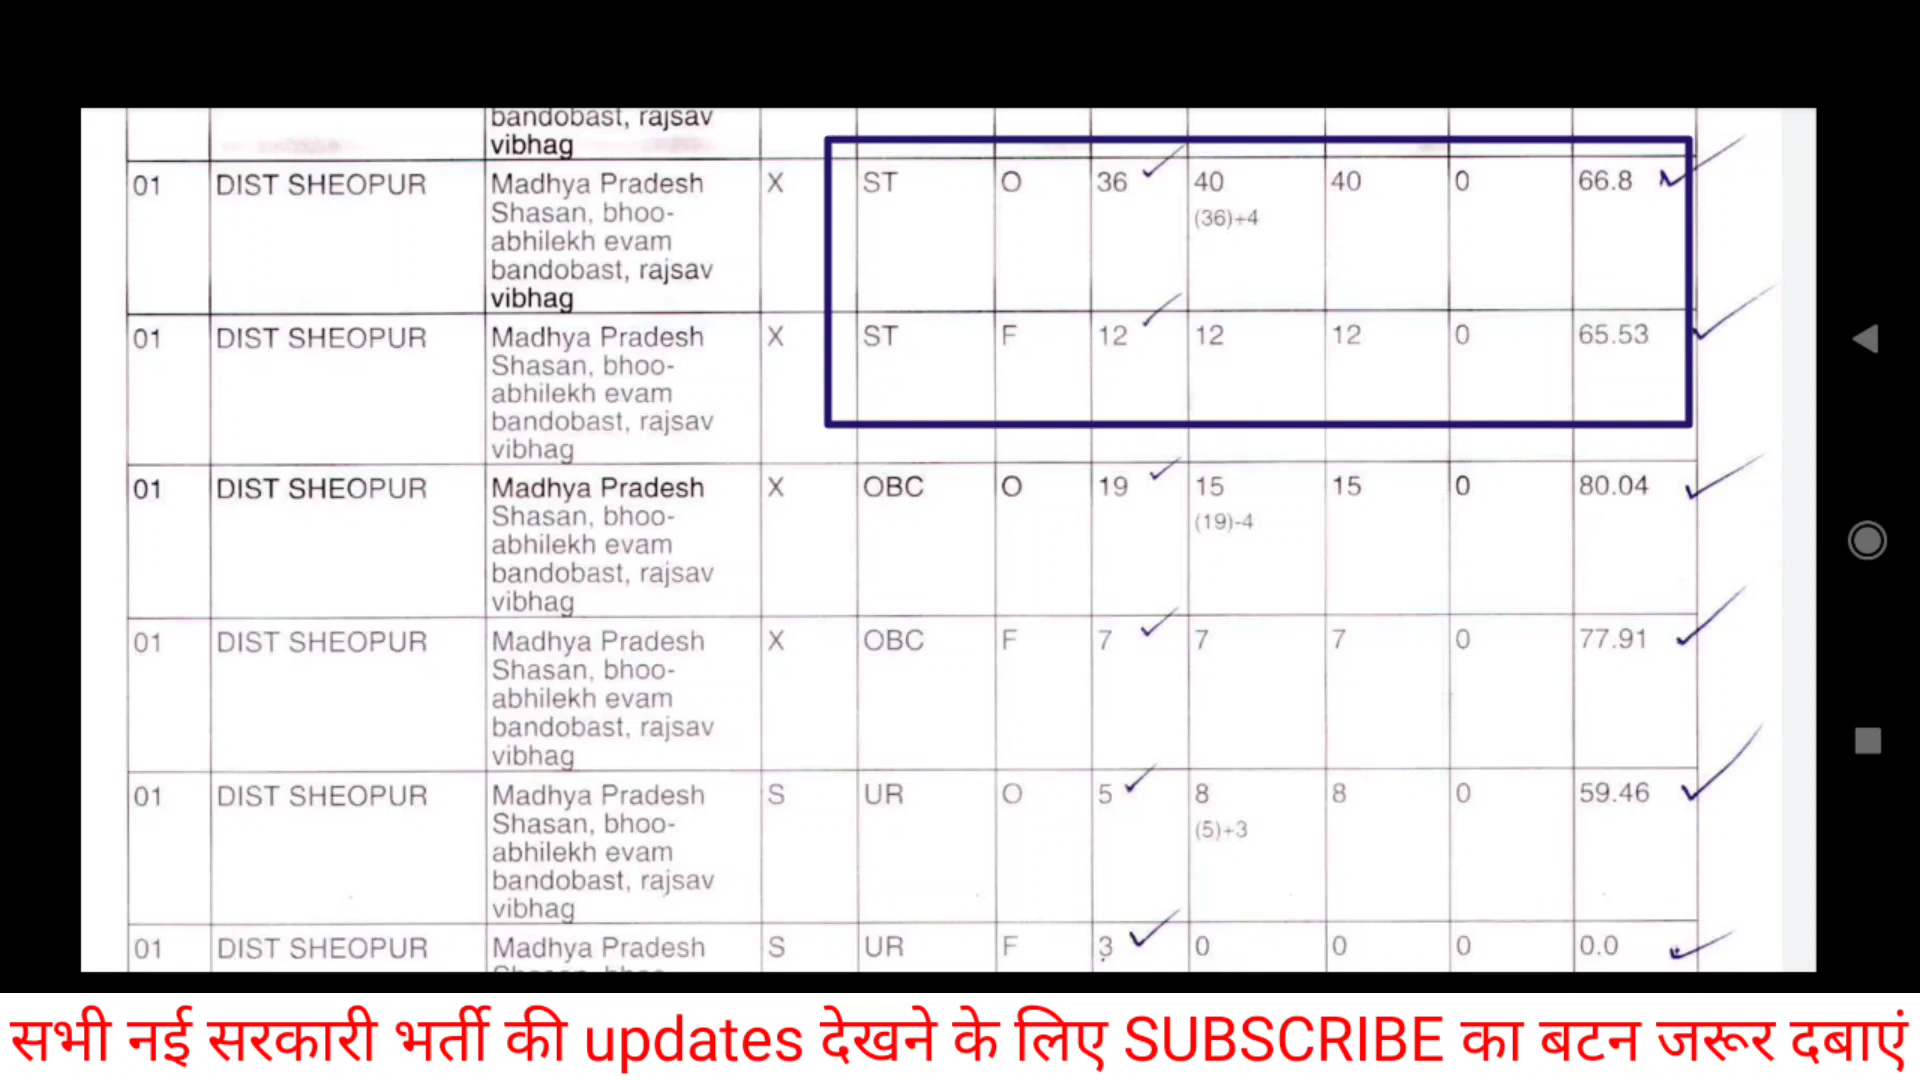 bandobast, rajsav
vibhag
01 DIST SHEOPUR Madhya Pradesh X ST O 36 40 40 0 66.8
Shasan, bhoo- (36)+4
abhilekh evam
bandobast, rajsav
vibhag
01 DIST SHEOPUR Madhya Pradesh X ST F 12 12 12 0 65.53
Shasan, bhoo-
abhilekh evam
bandobast, rajsav
vibhag
01 DIST SHEOPUR Madhya Pradesh X OBC O 19 15 15 0 80.04
Shasan, bhoo- (19)-4
abhilekh evam
bandobast, rajsav
vibhag
01 DIST SHEOPUR Madhya Pradesh X OBC F 7 7 7 0 77.91
Shasan, bhoo-
abhilekh evam
bandobast, rajsav
vibhag
01 DIST SHEOPUR Madhya Pradesh S UR O 5 8 8 0 59.46
Shasan, bhoo- (5)+3
abhilekh evam
bandobast, rajsav
vibhag
01 DIST SHEOPUR Madhya Pradesh S UR F 3 0 0 0 0.0
सभी नई सरकारी भर्ती की updates देखने के लिए SUBSCRIBE का बटन जरूर दबाएं